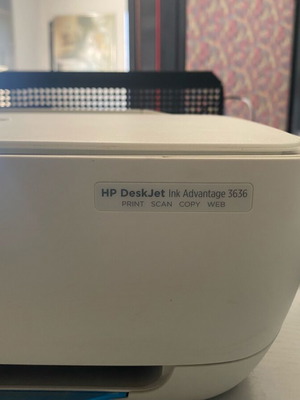 HP DeskJet Ink Advantage 3636
PRINT SCAN COPY WEB